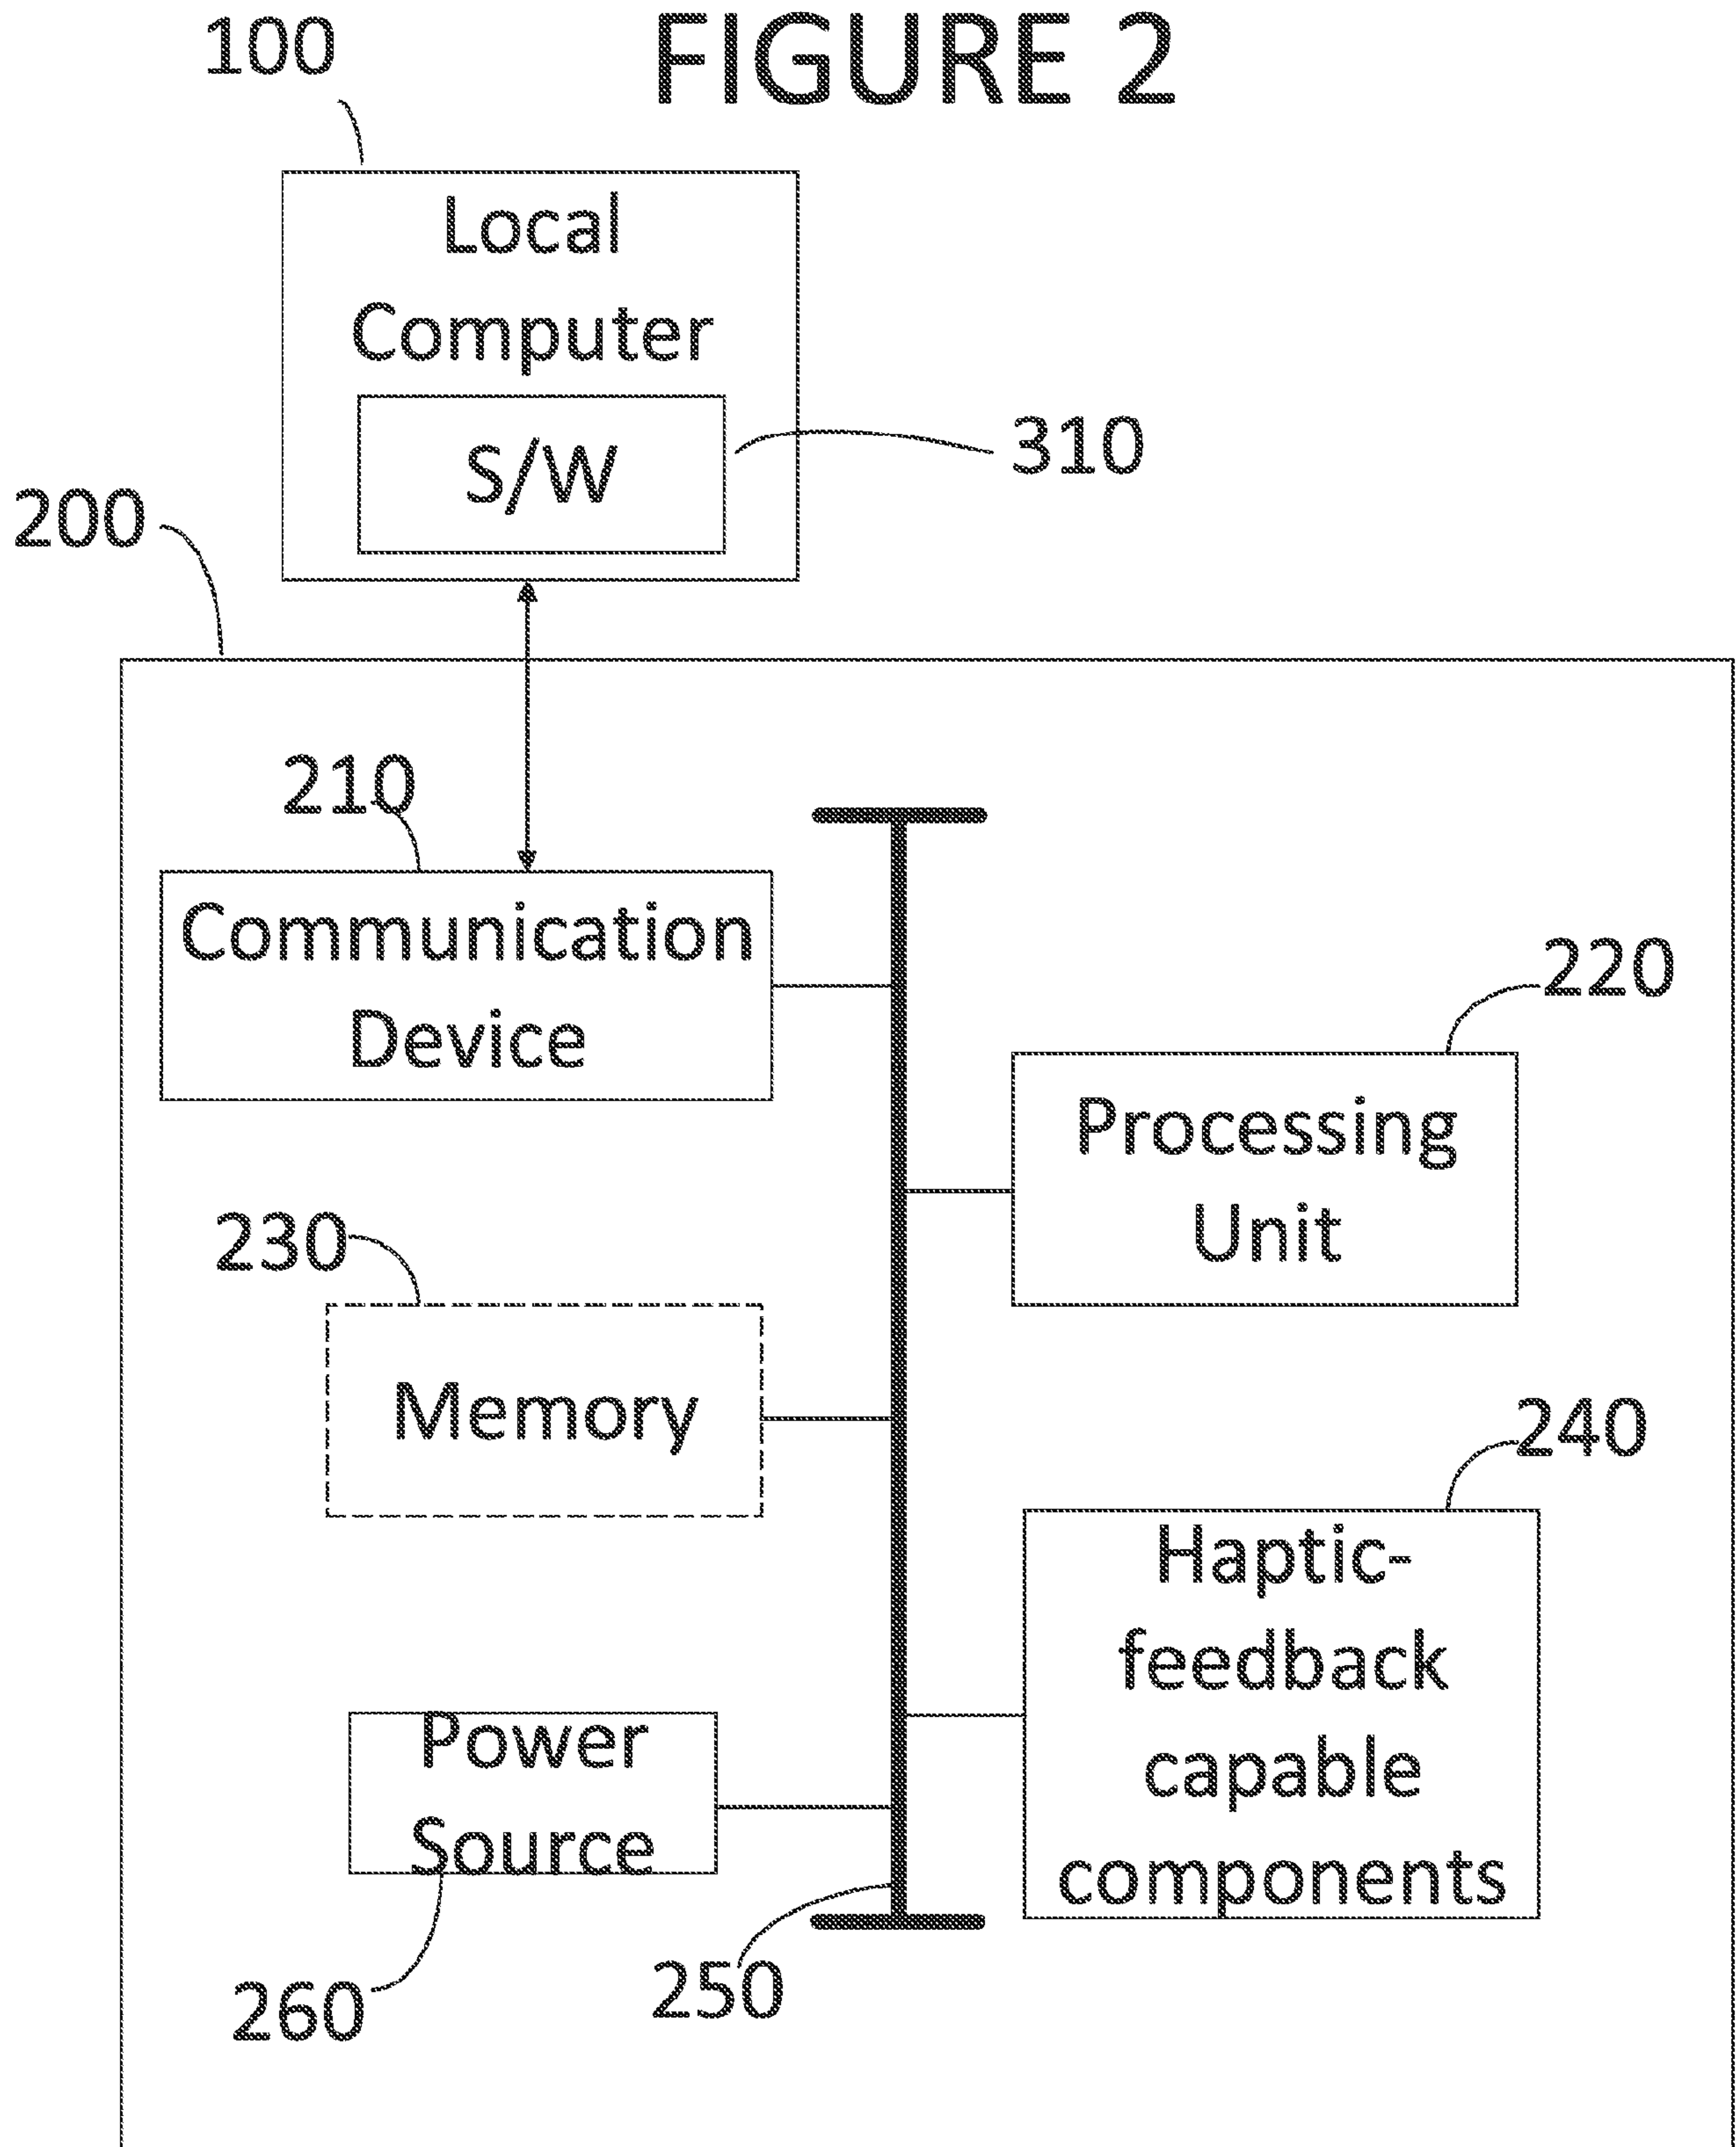 FIGURE 2
100
Local
Computer
S/W
310
200
210
Communication
Device
220
Processing
Unit
230
Memory
240
Haptic-
feedback
capable
components
Power
Source
250
260